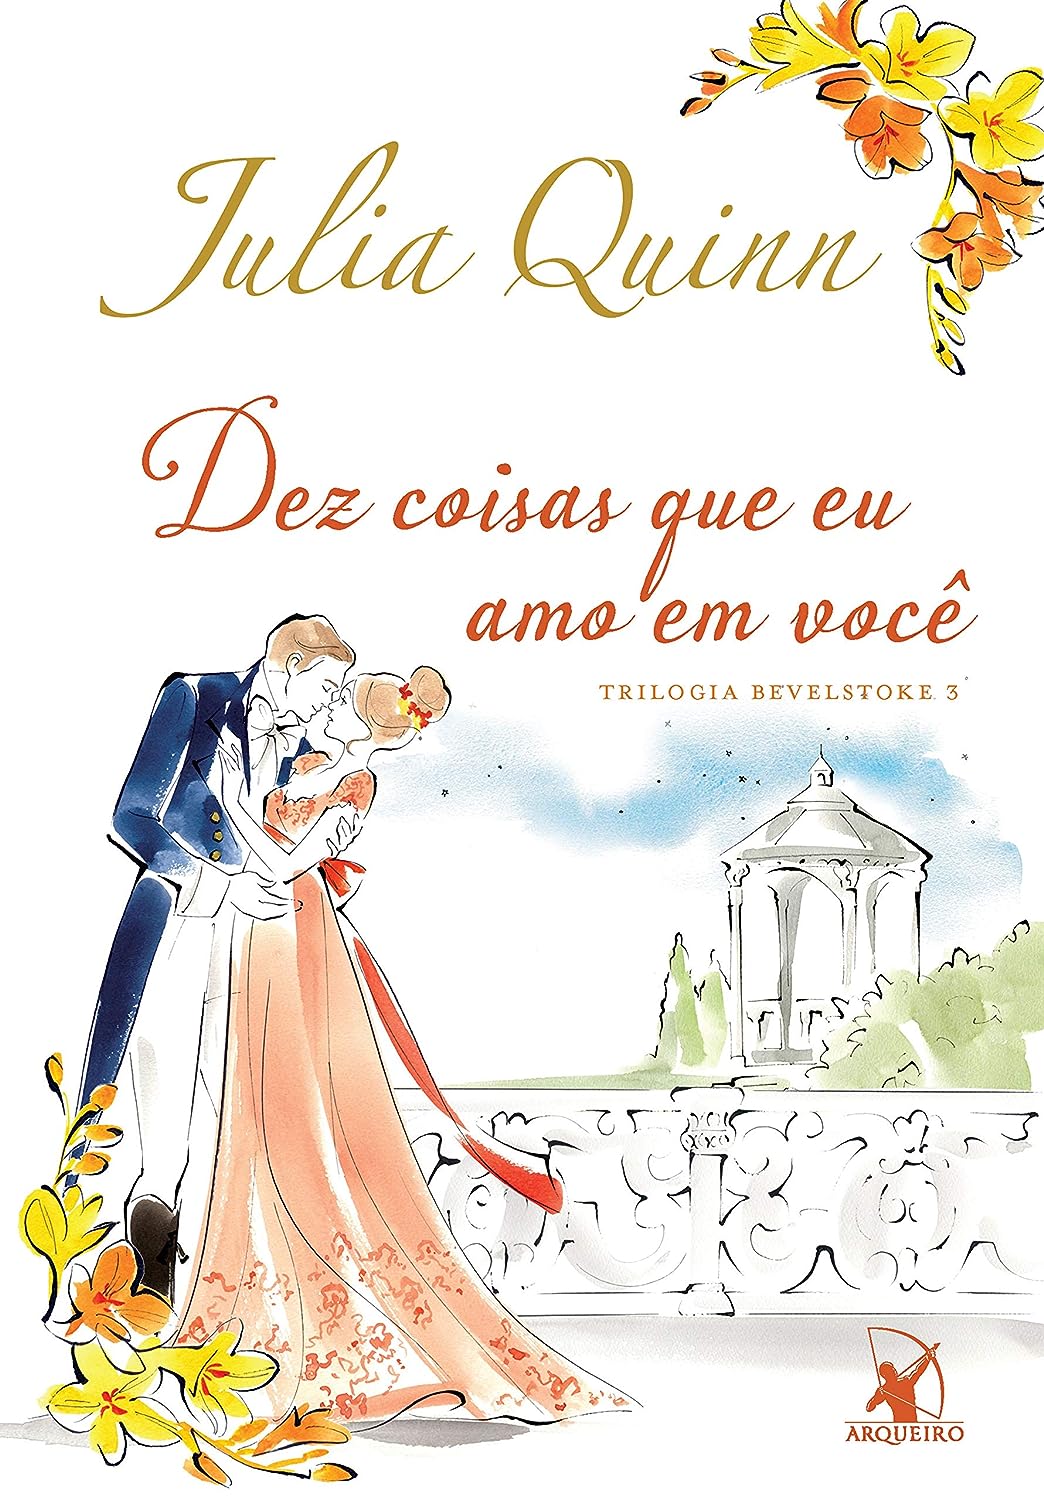 Julia Quinn
Dez coisas que eu
amo em você
TRILOGIA BEVELSTOKE 3
ARQUEIRO